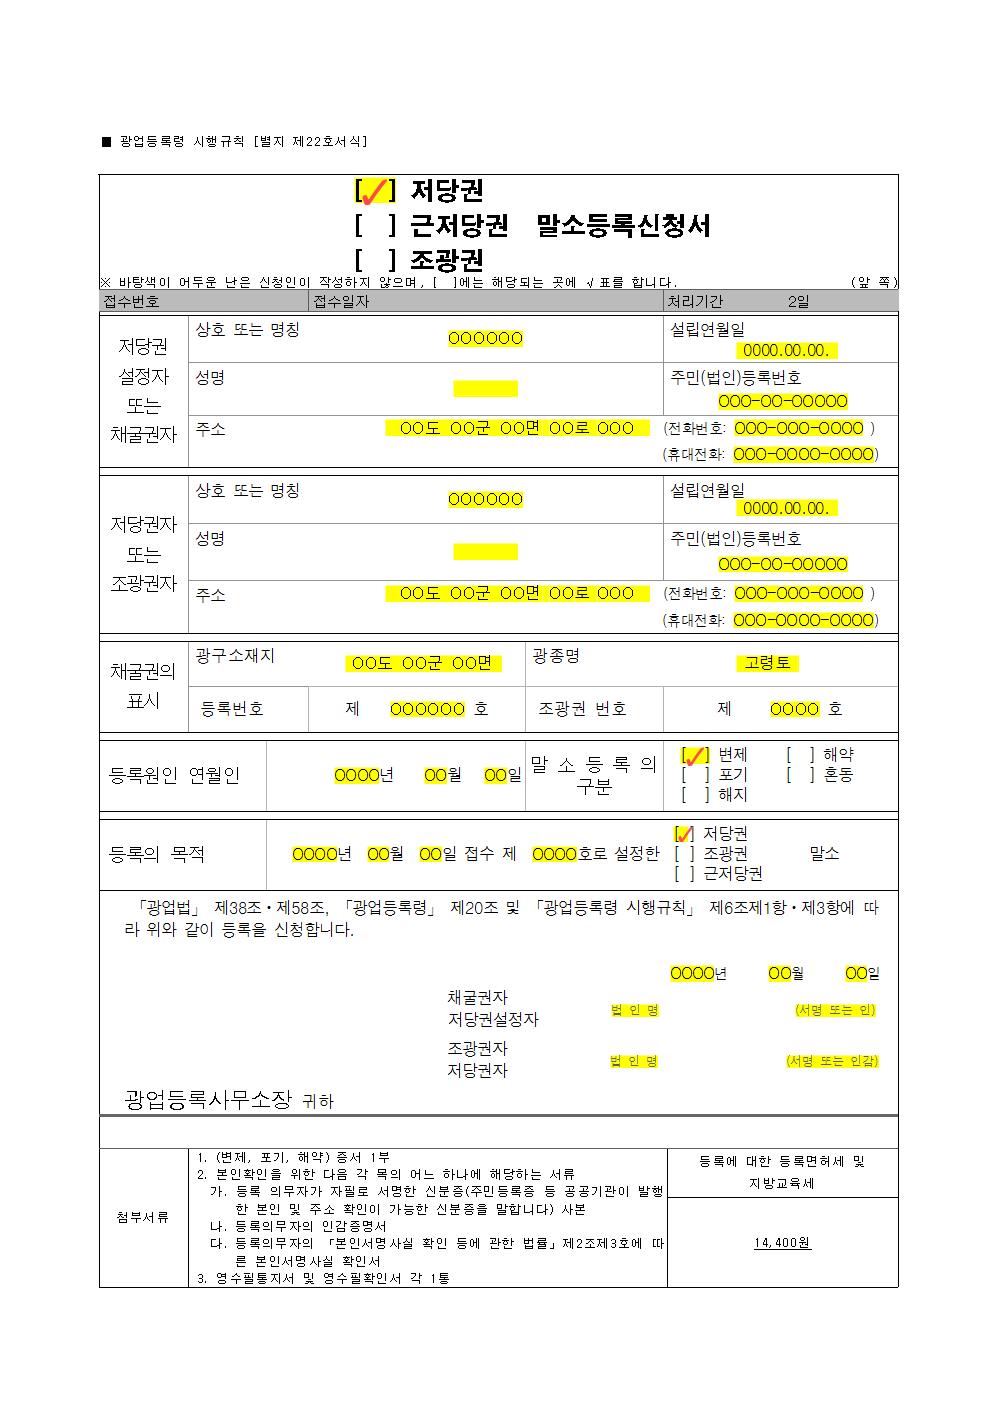 ■ 광업등록령 시행규칙 [별지 제22호서식]
[✓] 저당권
[ ] 근저당권 말소등록신청서
[ ] 조광권
※ 바탕색이 어두운 난은 신청인이 작성하지 않으며, [ ]에는 해당되는 곳에 √표를 합니다. (앞 쪽)
접수번호 접수일자 처리기간 2일
저당권 설정자 또는 채굴권자
상호 또는 명칭 OOOOOO 설립연월일 0000.00.00.
성명 주민(법인)등록번호 OOO-OO-OOOOO
주소 OO도 OO군 OO면 OO로 OOO (전화번호: OOO-OOO-OOOO )
(휴대전화: OOO-OOOO-OOOO)
저당권자 또는 조광권자
상호 또는 명칭 OOOOOO 설립연월일 0000.00.00.
성명 주민(법인)등록번호 OOO-OO-OOOOO
주소 OO도 OO군 OO면 OO로 OOO (전화번호: OOO-OOO-OOOO )
(휴대전화: OOO-OOOO-OOOO)
채굴권의 표시
광구소재지 OO도 OO군 OO면 광종명 고령토
등록번호 제 OOOOOO 호 조광권 번호 제 OOOO 호
등록원인 연월인 OOOO년 OO월 OO일 말 소 등 록 의 구분
[✓] 변제 [ ] 해약
[ ] 포기 [ ] 혼동
[ ] 해지
등록의 목적 OOOO년 OO월 OO일 접수 제 OOOO호로 설정한
[✓] 저당권
[ ] 조광권 말소
[ ] 근저당권
「광업법」 제38조·제58조, 「광업등록령」 제20조 및 「광업등록령 시행규칙」 제6조제1항·제3항에 따
라 위와 같이 등록을 신청합니다.
OOOO년 OO월 OO일
채굴권자
저당권설정자 법 인 명 (서명 또는 인)
조광권자
저당권자 법 인 명 (서명 또는 인감)
광업등록사무소장 귀하
첨부서류
1. (변제, 포기, 해약) 증서 1부
2. 본인확인을 위한 다음 각 목의 어느 하나에 해당하는 서류
가. 등록 의무자가 자필로 서명한 신분증(주민등록증 등 공공기관이 발행
한 본인 및 주소 확인이 가능한 신분증을 말합니다) 사본
나. 등록의무자의 인감증명서
다. 등록의무자의 「본인서명사실 확인 등에 관한 법률」제2조제3호에 따
른 본인서명사실 확인서
3. 영수필통지서 및 영수필확인서 각 1통
등록에 대한 등록면허세 및
지방교육세
14,400원